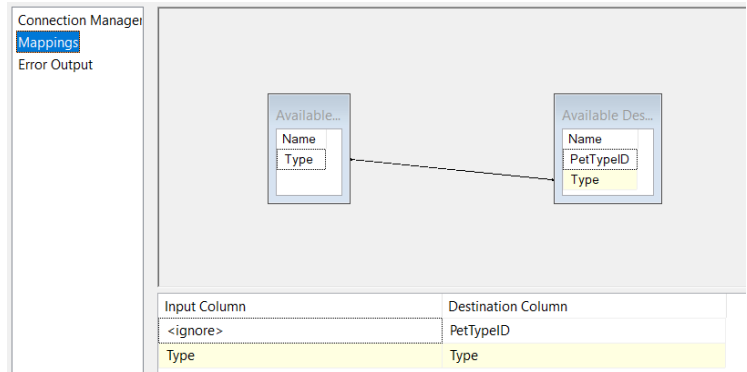 Connection Manager
Mappings
Error Output
Available...
Name
Type
Available Des...
Name
PetTypeID
Type
Input Column Destination Column
<ignore> PetTypeID
Type Type